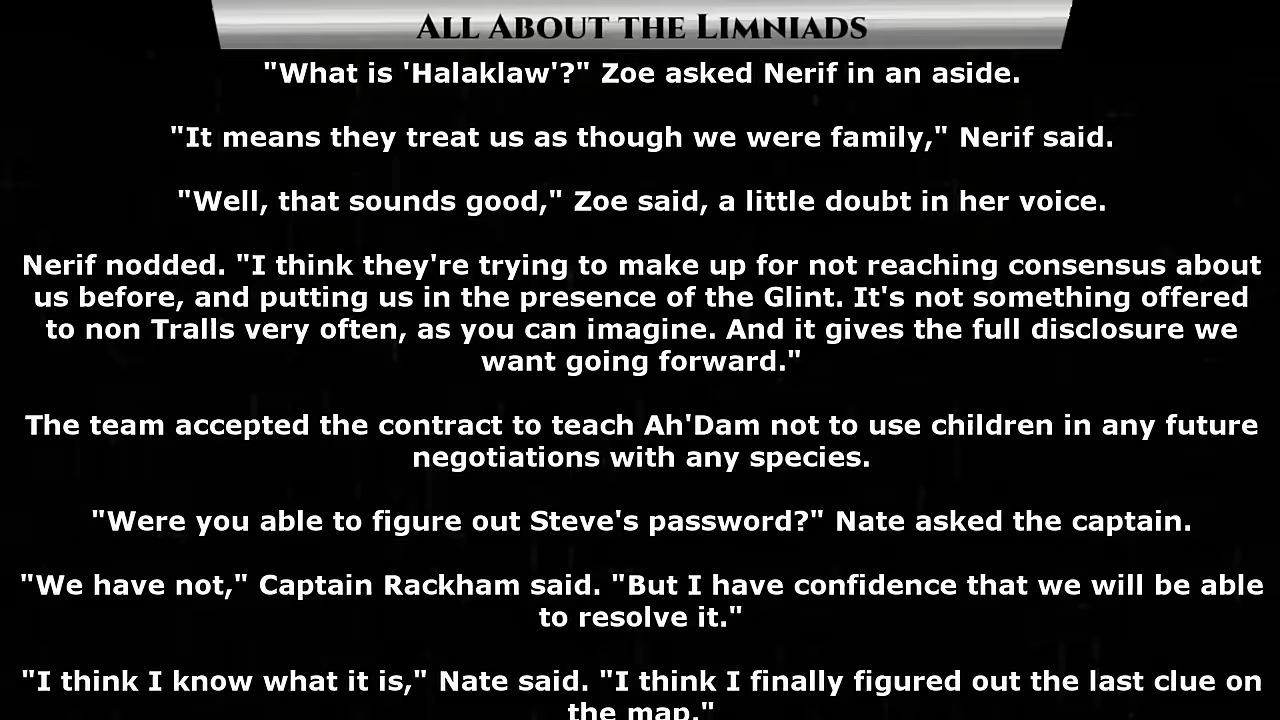 All About the Limniads
"What is 'Halaklaw'?" Zoe asked Nerif in an aside.
"It means they treat us as though we were family," Nerif said.
"Well, that sounds good," Zoe said, a little doubt in her voice.
Nerif nodded. "I think they're trying to make up for not reaching consensus about
us before, and putting us in the presence of the Glint. It's not something offered
to non Tralls very often, as you can imagine. And it gives the full disclosure we
want going forward."
The team accepted the contract to teach Ah'Dam not to use children in any future
negotiations with any species.
"Were you able to figure out Steve's password?" Nate asked the captain.
"We have not," Captain Rackham said. "But I have confidence that we will be able
to resolve it."
"I think I know what it is," Nate said. "I think I finally figured out the last clue on
the map."